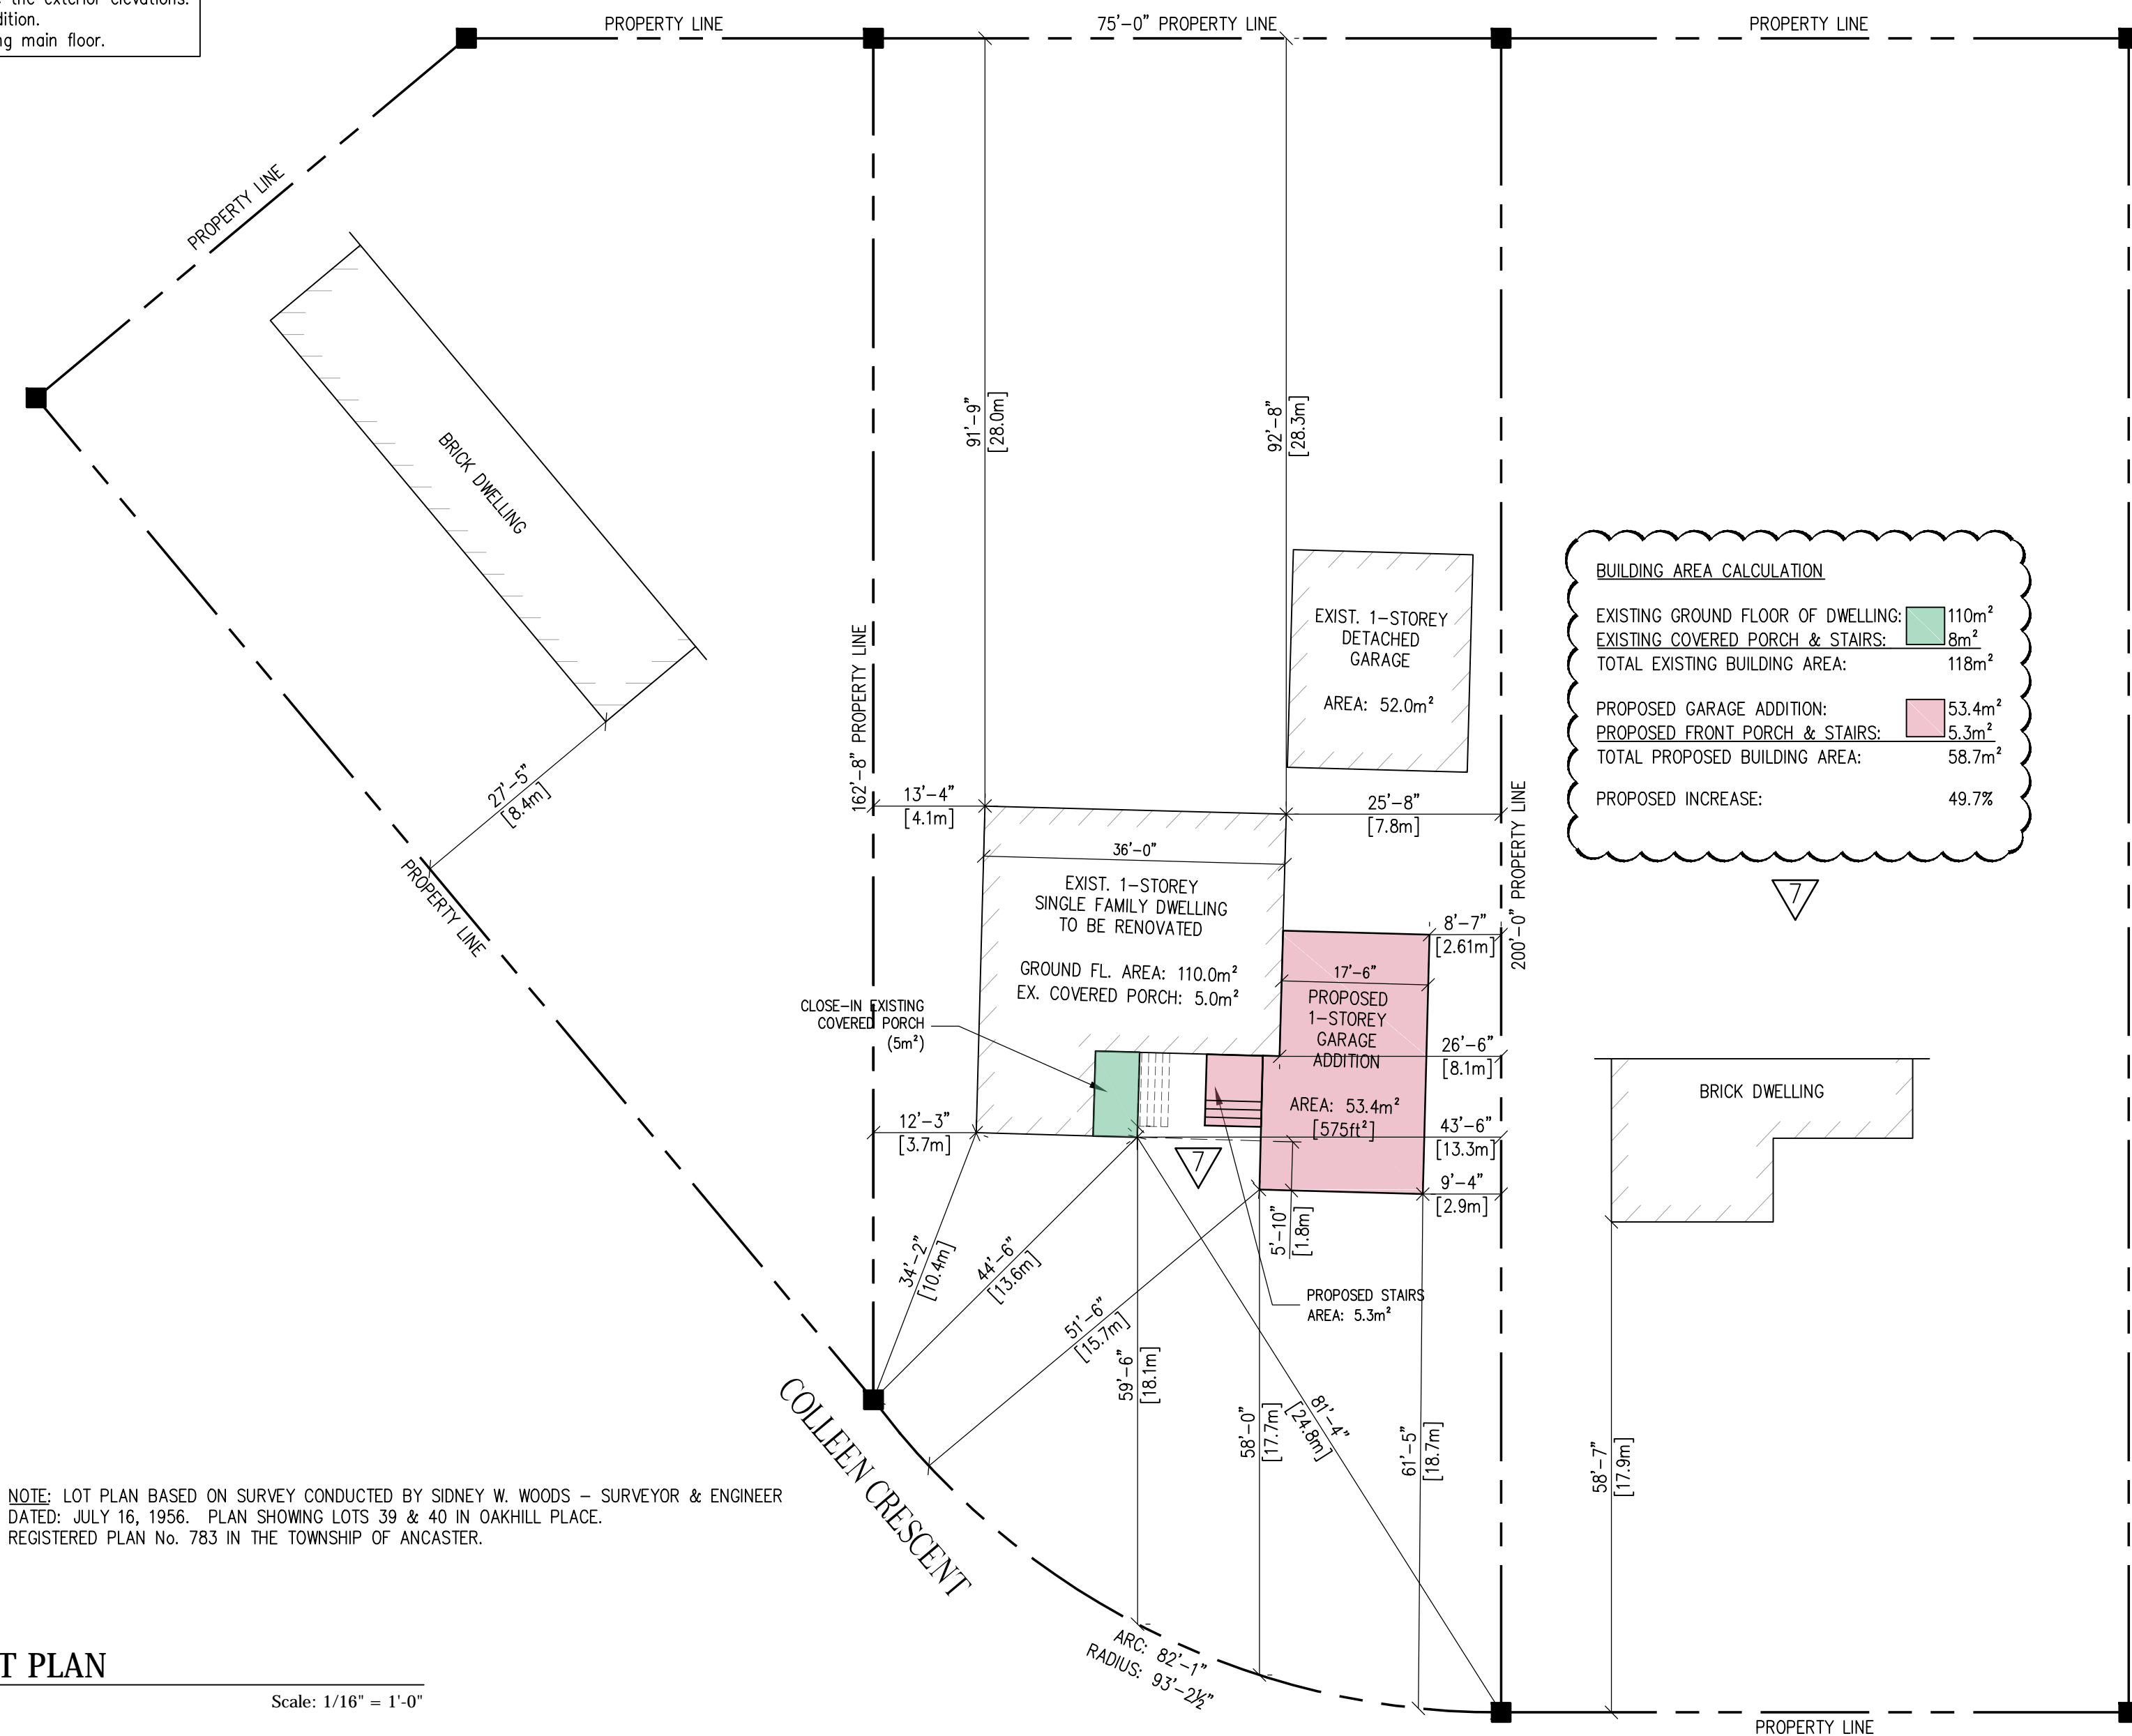 the exterior elevations.
dition.
ng main floor.
PROPERTY LINE
75'-0" PROPERTY LINE
PROPERTY LINE
PROPERTY LINE
BRICK DWELLING
27'-5"
[8.4m]
PROPERTY LINE
91'-9"
[28.0m]
92'-8"
[28.3m]
162'-8" PROPERTY LINE
EXIST. 1-STOREY
DETACHED
GARAGE
AREA: 52.0m²
BUILDING AREA CALCULATION
EXISTING GROUND FLOOR OF DWELLING: 110m²
EXISTING COVERED PORCH & STAIRS: 8m²
TOTAL EXISTING BUILDING AREA: 118m²
PROPOSED GARAGE ADDITION: 53.4m²
PROPOSED FRONT PORCH & STAIRS: 5.3m²
TOTAL PROPOSED BUILDING AREA: 58.7m²
PROPOSED INCREASE: 49.7%
7
13'-4"
[4.1m]
25'-8"
[7.8m]
200'-0" PROPERTY LINE
36'-0"
EXIST. 1-STOREY
SINGLE FAMILY DWELLING
TO BE RENOVATED
GROUND FL. AREA: 110.0m²
EX. COVERED PORCH: 5.0m²
8'-7"
[2.61m]
17'-6"
PROPOSED
1-STOREY
GARAGE
ADDITION
AREA: 53.4m²
[575ft²]
CLOSE-IN EXISTING
COVERED PORCH
(5m²)
26'-6"
[8.1m]
12'-3"
[3.7m]
43'-6"
[13.3m]
9'-4"
[2.9m]
7
5'-10"
[1.8m]
BRICK DWELLING
34'-2"
[10.4m]
44'-6"
[13.6m]
51'-6"
[15.7m]
PROPOSED STAIRS
AREA: 5.3m²
59'-6"
[18.1m]
58'-0"
[17.7m]
81'-4"
[24.8m]
61'-5"
[18.7m]
58'-7"
[17.9m]
COLLEEN CRESCENT
ARC: 82'-1"
RADIUS: 93'-2½"
NOTE: LOT PLAN BASED ON SURVEY CONDUCTED BY SIDNEY W. WOODS – SURVEYOR & ENGINEER
DATED: JULY 16, 1956. PLAN SHOWING LOTS 39 & 40 IN OAKHILL PLACE.
REGISTERED PLAN No. 783 IN THE TOWNSHIP OF ANCASTER.
T PLAN
Scale: 1/16" = 1'-0"
PROPERTY LINE